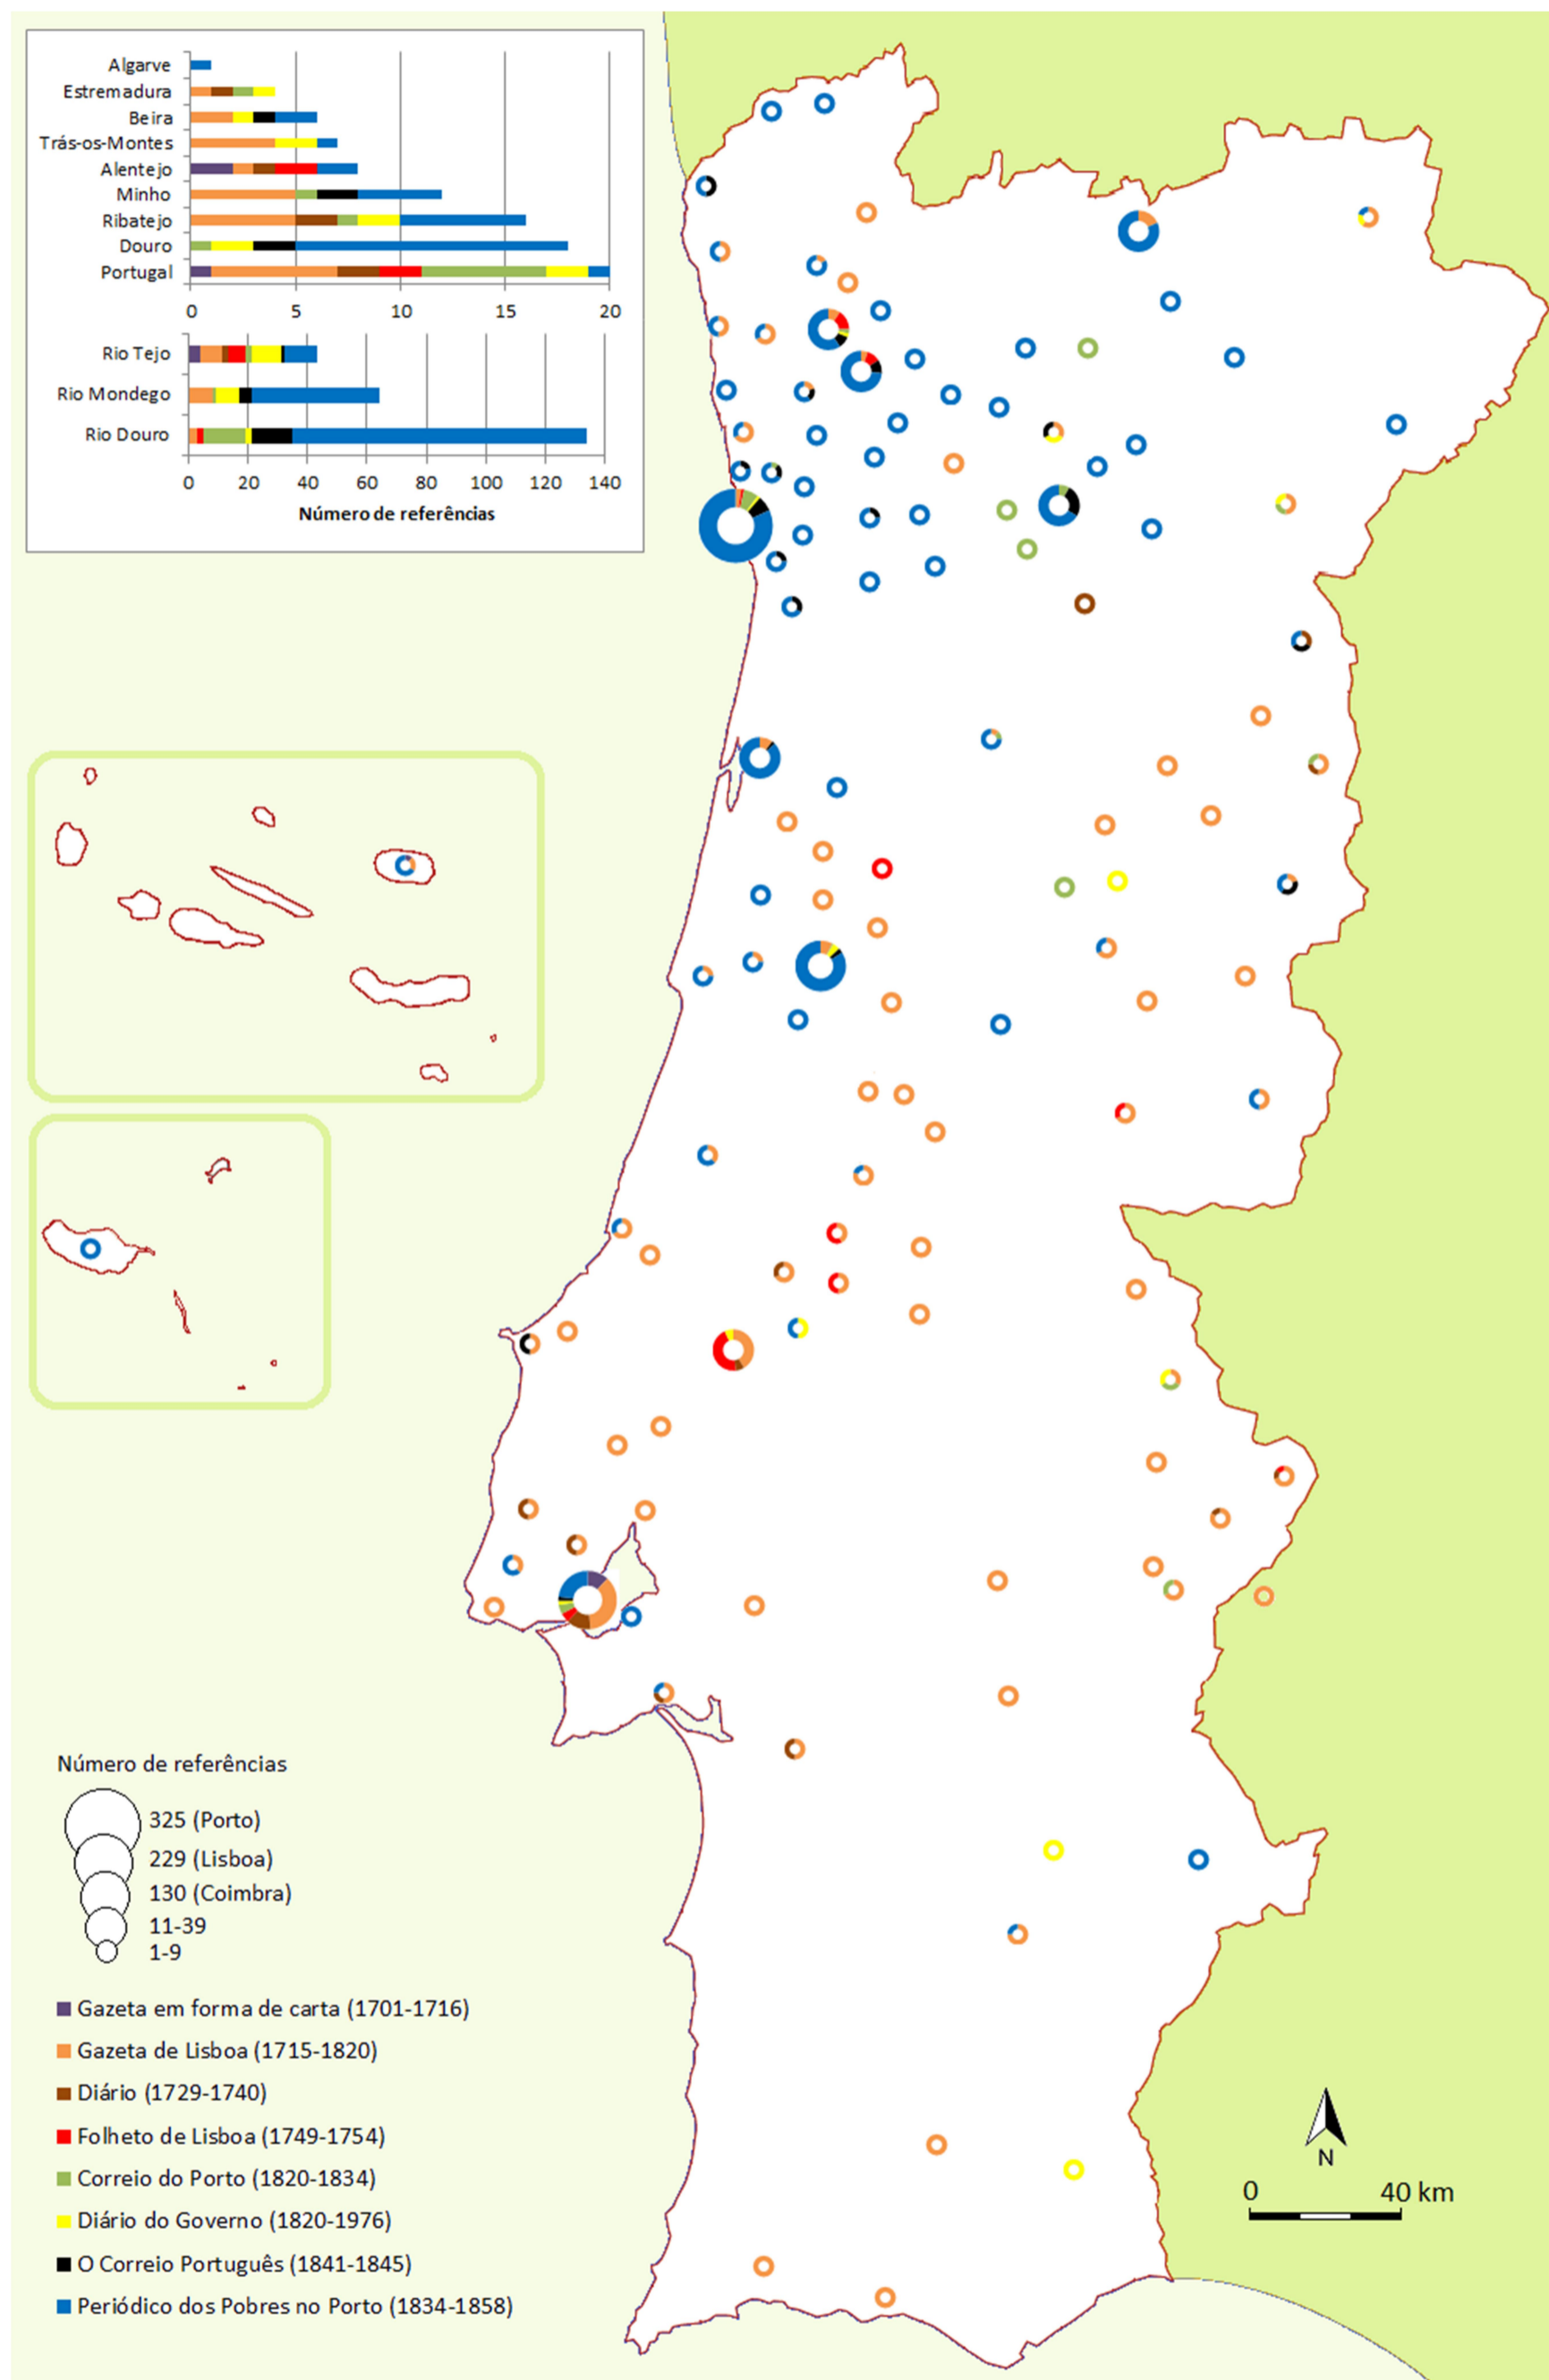 Algarve
Estremadura
Beira
Trás-os-Montes
Alentejo
Minho
Ribatejo
Douro
Portugal
0 5 10 15 20
Rio Tejo
Rio Mondego
Rio Douro
0 20 40 60 80 100 120 140
Número de referências
Número de referências
325 (Porto)
229 (Lisboa)
130 (Coimbra)
11-39
1-9
Gazeta em forma de carta (1701-1716)
Gazeta de Lisboa (1715-1820)
Diário (1729-1740)
Folheto de Lisboa (1749-1754)
Correio do Porto (1820-1834)
Diário do Governo (1820-1976)
O Correio Português (1841-1845)
Periódico dos Pobres no Porto (1834-1858)
N
0 40 km